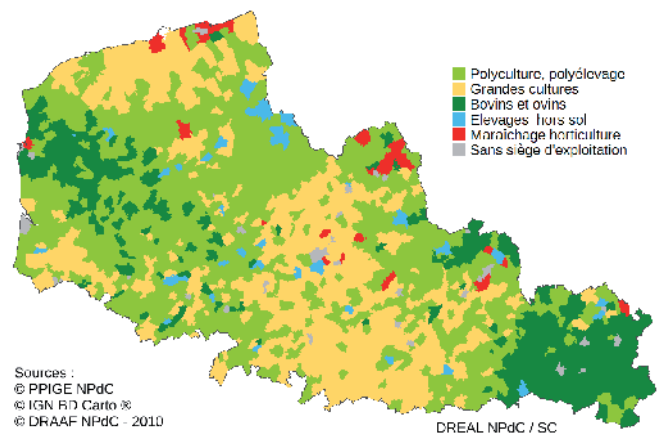 Polyculture, polyélevage
Grandes cultures
Bovins et ovins
Elevages hors sol
Maraîchage horticulture
Sans siège d'exploitation
Sources :
© PPIGE NPdC
© IGN BD Carto ®
© DRAAF NPdC - 2010
DREAL NPdC / SC